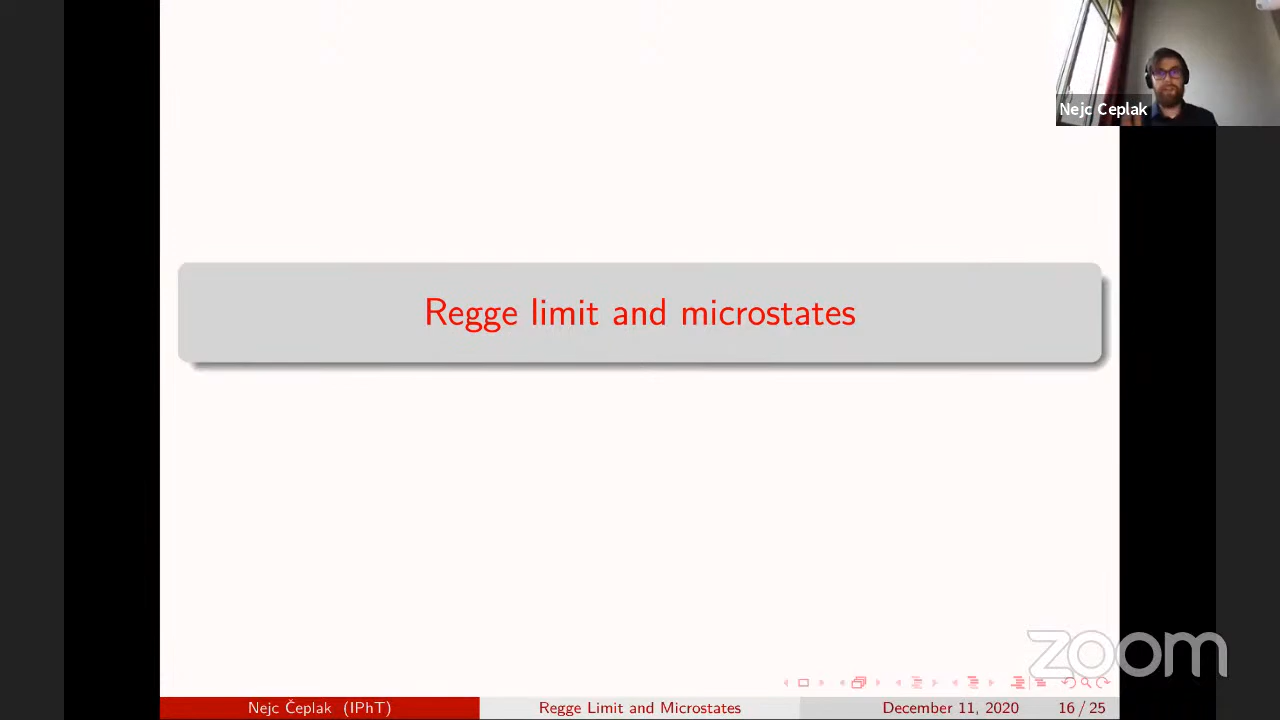 Nejc Ceplak
Regge limit and microstates
zoom
Nejc Čeplak (IPhT)
Regge Limit and Microstates
December 11, 2020
16 / 25